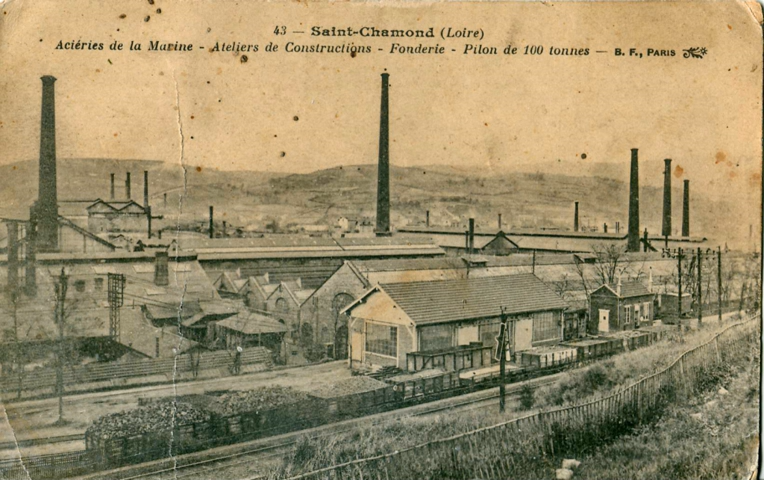 43 — Saint-Chamond (Loire)
Aciéries de la Marine - Ateliers de Constructions - Fonderie - Pilon de 100 tonnes — B. F., PARIS